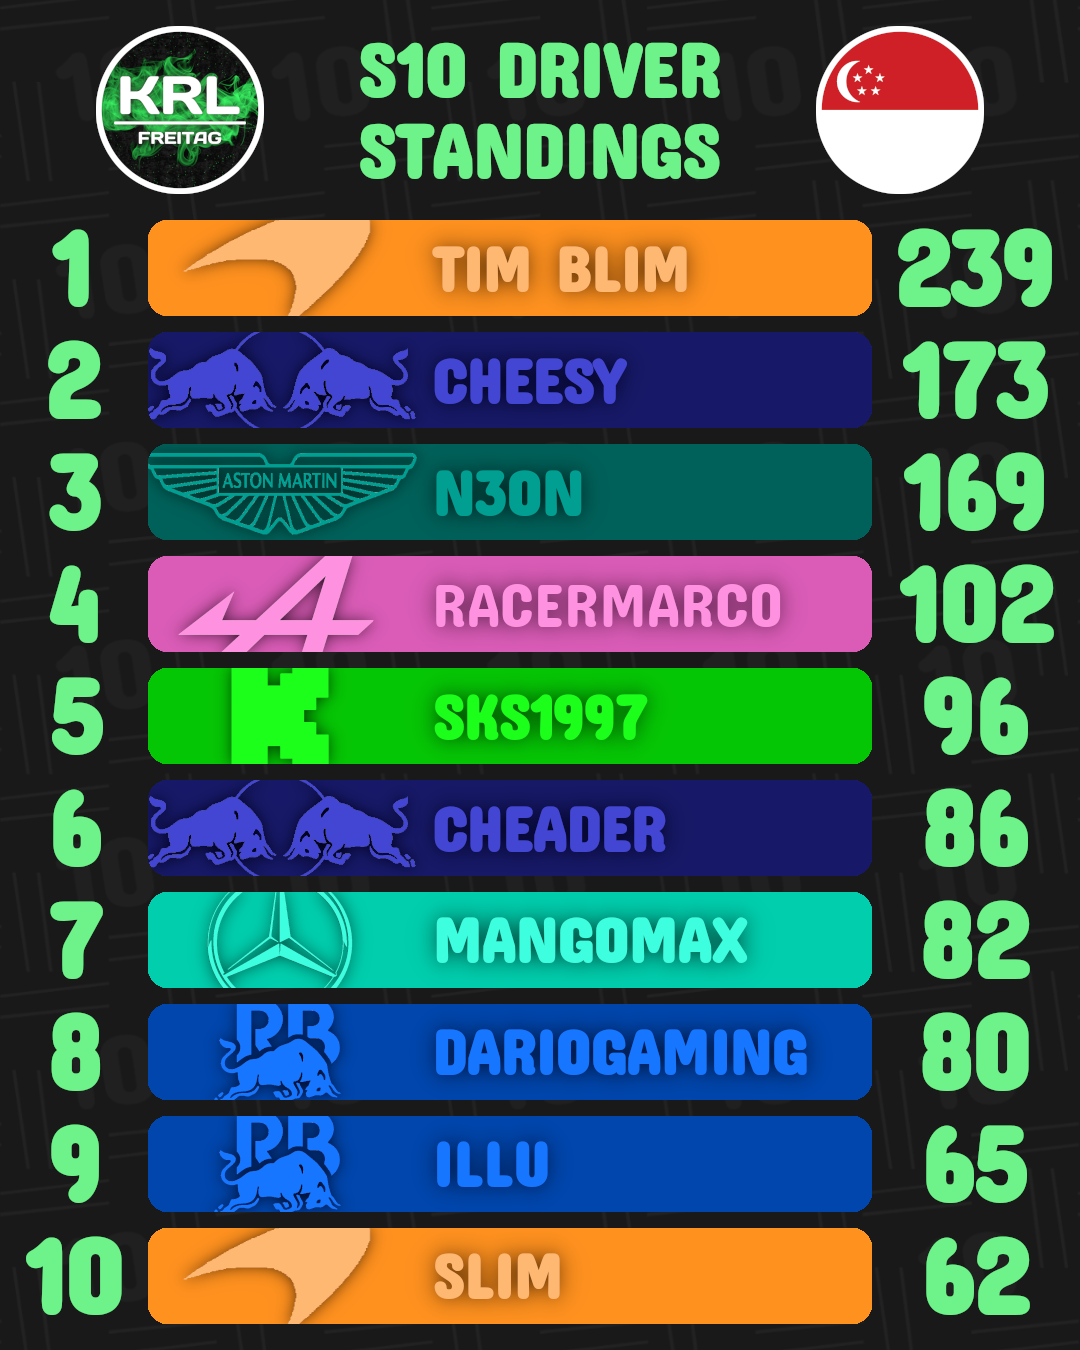 KRL
FREITAG
S10 DRIVER
STANDINGS
1 TIM BLIM 239
2 CHEESY 173
3 ASTON MARTIN N3ON 169
4 RACERMARCO 102
5 K SKS1997 96
6 CHEADER 86
7 MANGOMAX 82
8 RB DARIOGAMING 80
9 RB ILLU 65
10 SLIM 62